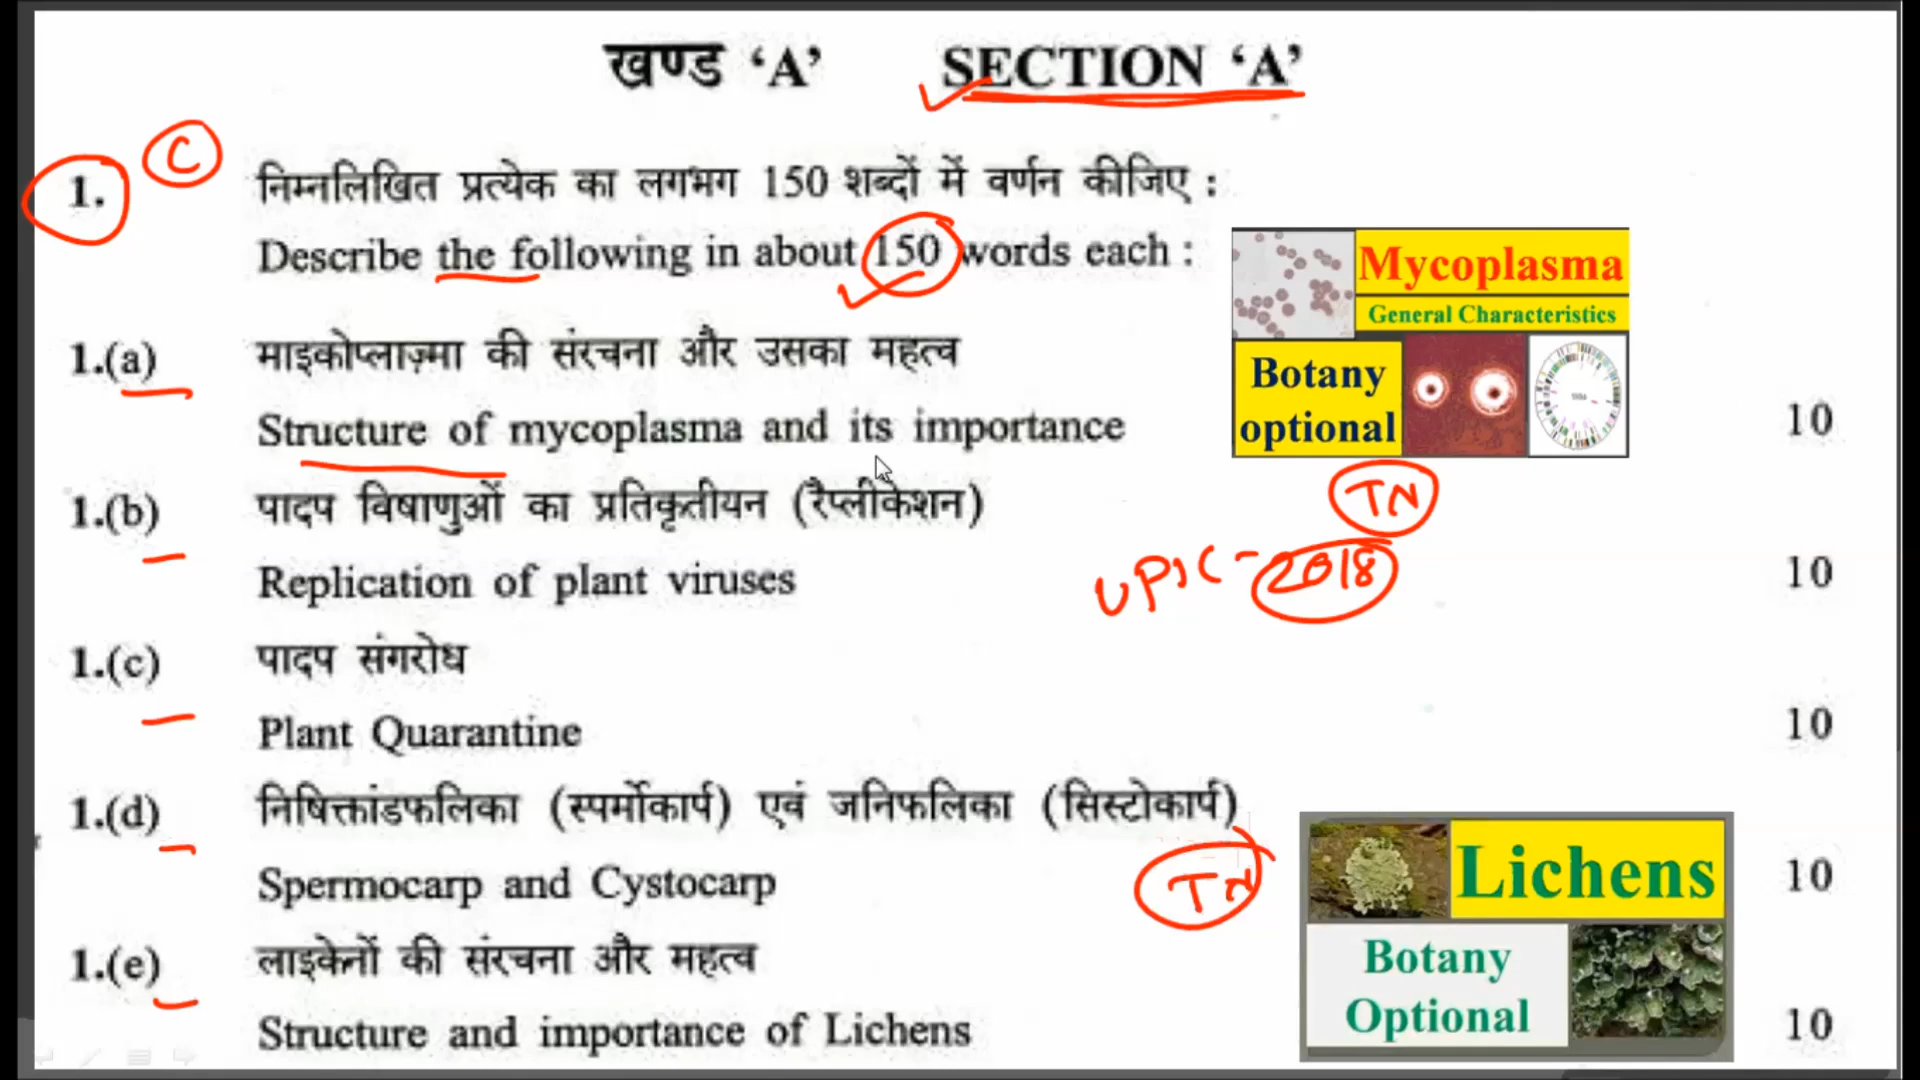 खण्ड ‘A’ SECTION ‘A’
C
1. निम्नलिखित प्रत्येक का लगभग 150 शब्दों में वर्णन कीजिए :
Describe the following in about 150 words each :
1.(a) माइकोप्लाज़्मा की संरचना और उसका महत्व
Structure of mycoplasma and its importance 10
Mycoplasma
General Characteristics
Botany
optional
TN
UPSC-2018
1.(b) पादप विषाणुओं का प्रतिकृतीयन (रैप्लीकेशन)
Replication of plant viruses 10
1.(c) पादप संगरोध
Plant Quarantine 10
1.(d) निषिक्तांडफलिका (स्पर्मोकार्प) एवं जनिफलिका (सिस्टोकार्प)
Spermocarp and Cystocarp 10
TN
1.(e) लाइकेनों की संरचना और महत्व
Structure and importance of Lichens 10
Lichens
Botany
Optional